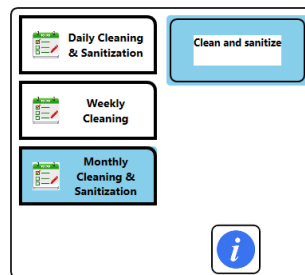 Daily Cleaning
& Sanitization
Weekly
Cleaning
Monthly
Cleaning &
Sanitization
Clean and sanitize
i